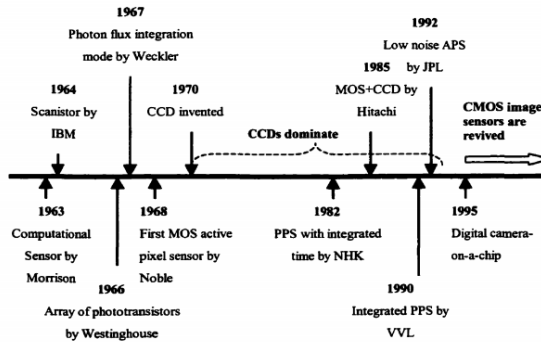 1967
Photon flux integration
mode by Weckler
1964
Scanistor by
IBM
1970
CCD invented
1992
Low noise APS
by JPL
1985
MOS+CCD by
Hitachi
CCDs dominate
CMOS image
sensors are
revived
1963
Computational
Sensor by
Morrison
1966
Array of phototransistors
by Westinghouse
1968
First MOS active
pixel sensor by
Noble
1982
PPS with integrated
time by NHK
1990
Integrated PPS by
VVL
1995
Digital camera-
on-a-chip